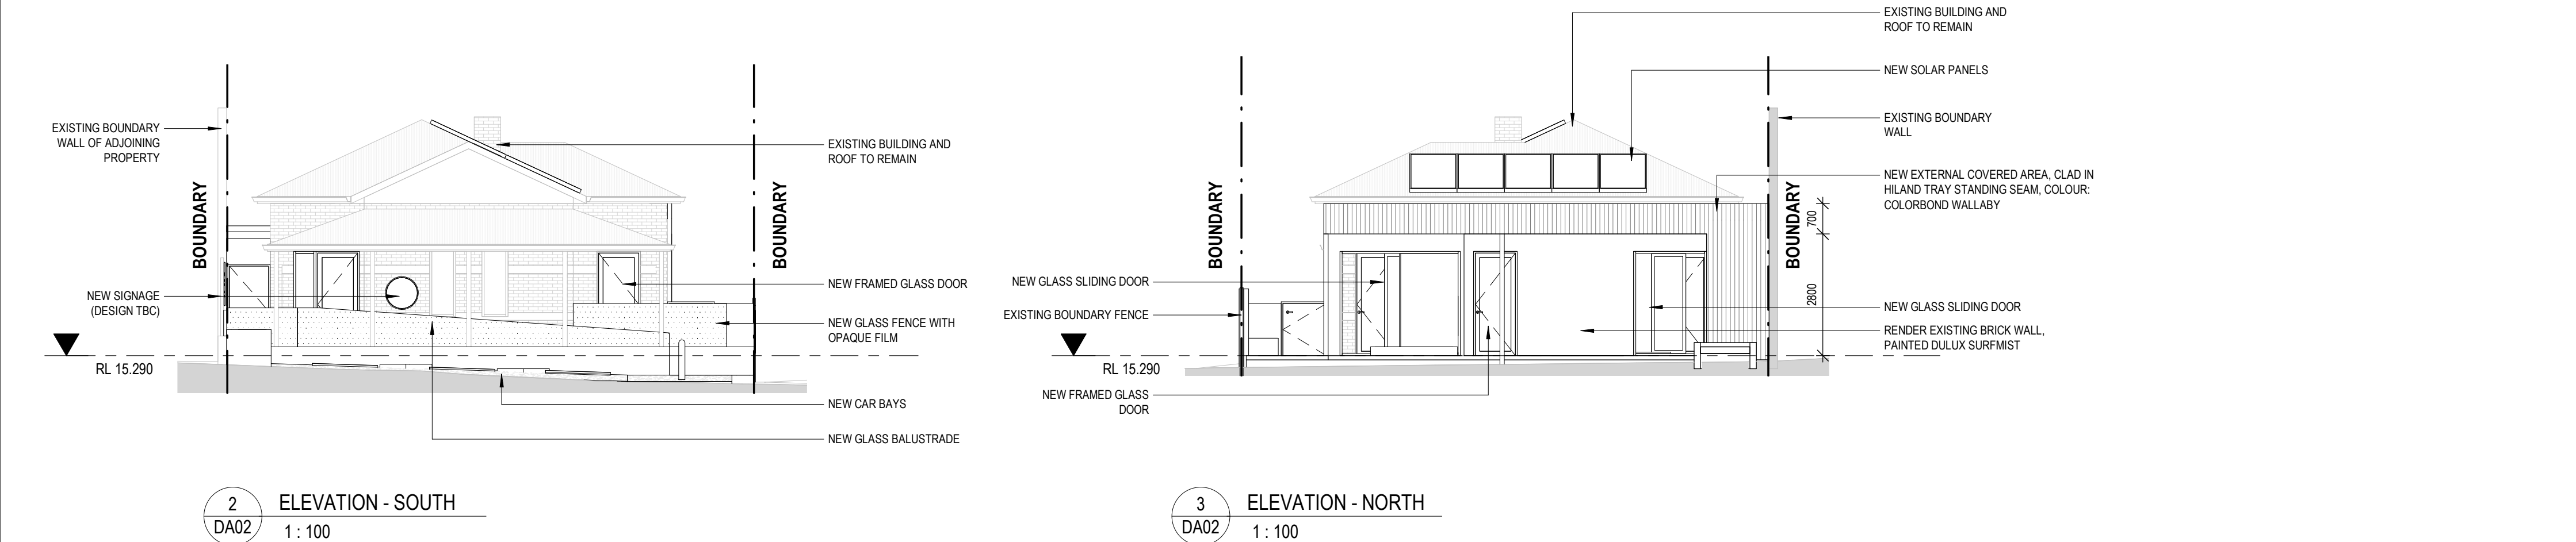 EXISTING BOUNDARY
WALL OF ADJOINING
PROPERTY
BOUNDARY
NEW SIGNAGE
(DESIGN TBC)
RL 15.290
EXISTING BUILDING AND
ROOF TO REMAIN
BOUNDARY
NEW FRAMED GLASS DOOR
NEW GLASS FENCE WITH
OPAQUE FILM
NEW CAR BAYS
NEW GLASS BALUSTRADE
2
DA02
ELEVATION - SOUTH
1 : 100
BOUNDARY
NEW GLASS SLIDING DOOR
EXISTING BOUNDARY FENCE
RL 15.290
NEW FRAMED GLASS
DOOR
EXISTING BUILDING AND
ROOF TO REMAIN
NEW SOLAR PANELS
EXISTING BOUNDARY
WALL
NEW EXTERNAL COVERED AREA, CLAD IN
HILAND TRAY STANDING SEAM, COLOUR:
COLORBOND WALLABY
BOUNDARY
700
2800
NEW GLASS SLIDING DOOR
RENDER EXISTING BRICK WALL,
PAINTED DULUX SURFMIST
3
DA02
ELEVATION - NORTH
1 : 100